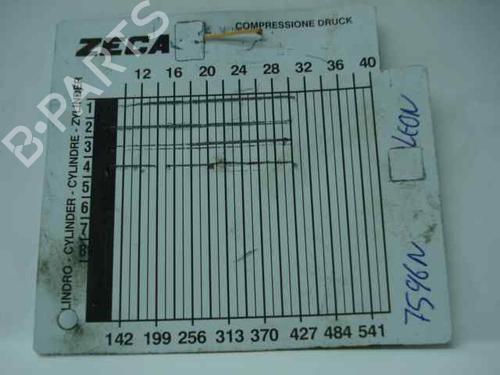 COMPRESSIONE DRUCK
ZECA
12 16 20 24 28 32 36 40
LINDRO - CYLINDER - CYLINDRE - ZYLINDER
1
2
3
4
5
6
7
8
142 199 256 313 370 427 484 541
LEON
7596N
B-PARTS